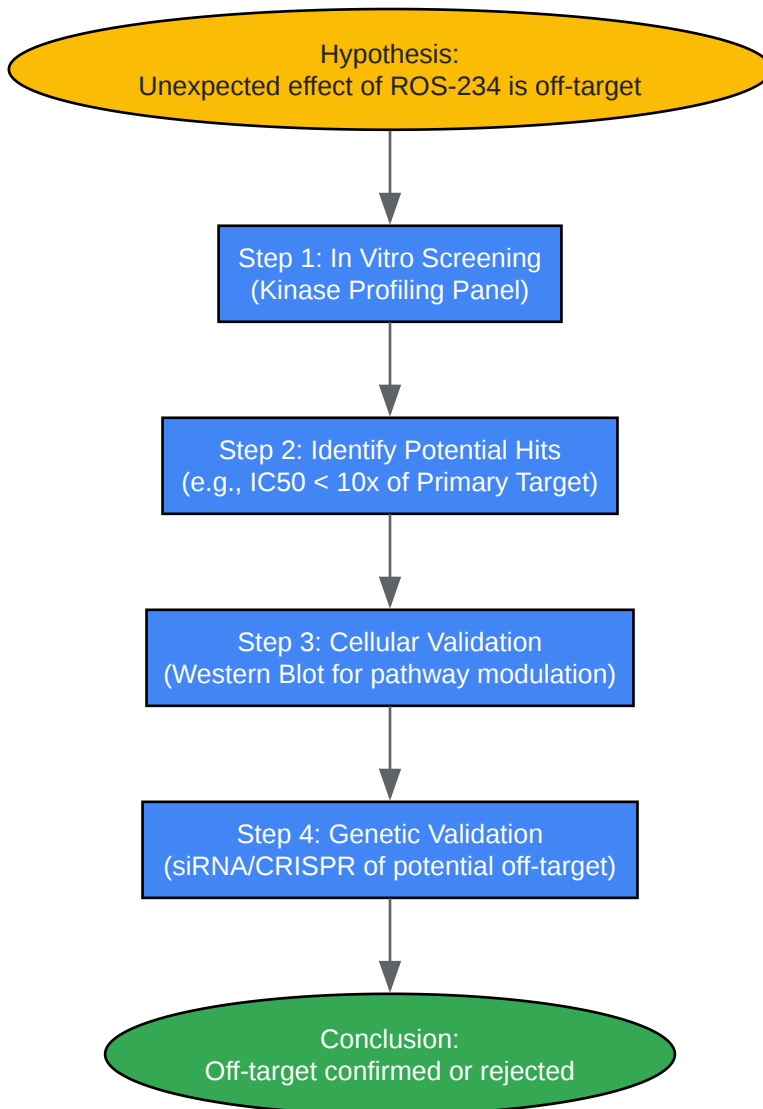 Hypothesis:
Unexpected effect of ROS-234 is off-target
Step 1: In Vitro Screening
(Kinase Profiling Panel)
Step 2: Identify Potential Hits
(e.g., IC50 < 10x of Primary Target)
Step 3: Cellular Validation
(Western Blot for pathway modulation)
Step 4: Genetic Validation
(siRNA/CRISPR of potential off-target)
Conclusion:
Off-target confirmed or rejected